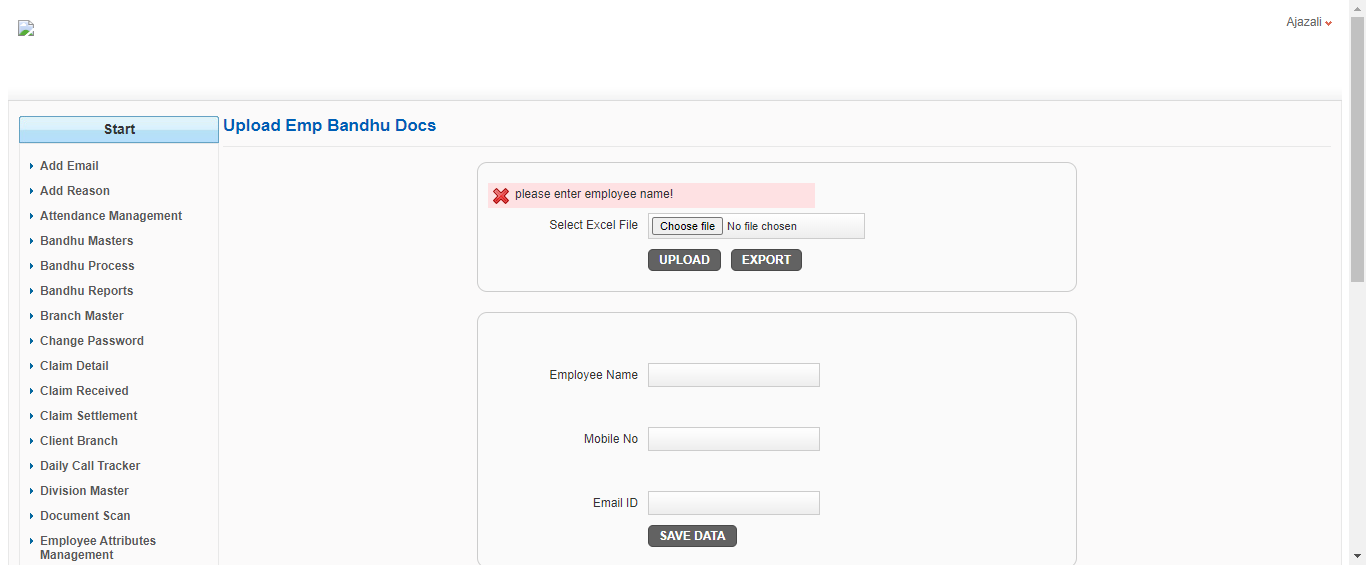 Ajazali
Start
Upload Emp Bandhu Docs
Add Email
Add Reason
Attendance Management
Bandhu Masters
Bandhu Process
Bandhu Reports
Branch Master
Change Password
Claim Detail
Claim Received
Claim Settlement
Client Branch
Daily Call Tracker
Division Master
Document Scan
Employee Attributes
Management
please enter employee name!
Select Excel File Choose file No file chosen
UPLOAD EXPORT
Employee Name
Mobile No
Email ID
SAVE DATA